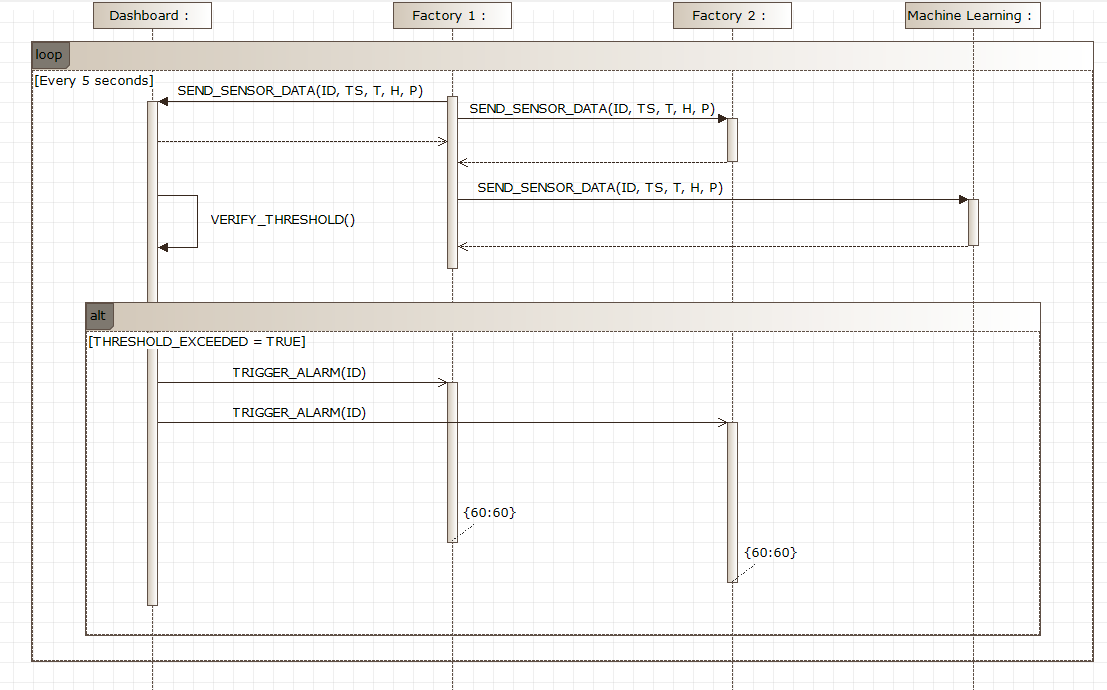 Dashboard :
Factory 1 :
Factory 2 :
Machine Learning :
loop
[Every 5 seconds]
SEND_SENSOR_DATA(ID, TS, T, H, P)
SEND_SENSOR_DATA(ID, TS, T, H, P)
SEND_SENSOR_DATA(ID, TS, T, H, P)
VERIFY_THRESHOLD()
alt
[THRESHOLD_EXCEEDED = TRUE]
TRIGGER_ALARM(ID)
TRIGGER_ALARM(ID)
{60:60}
{60:60}